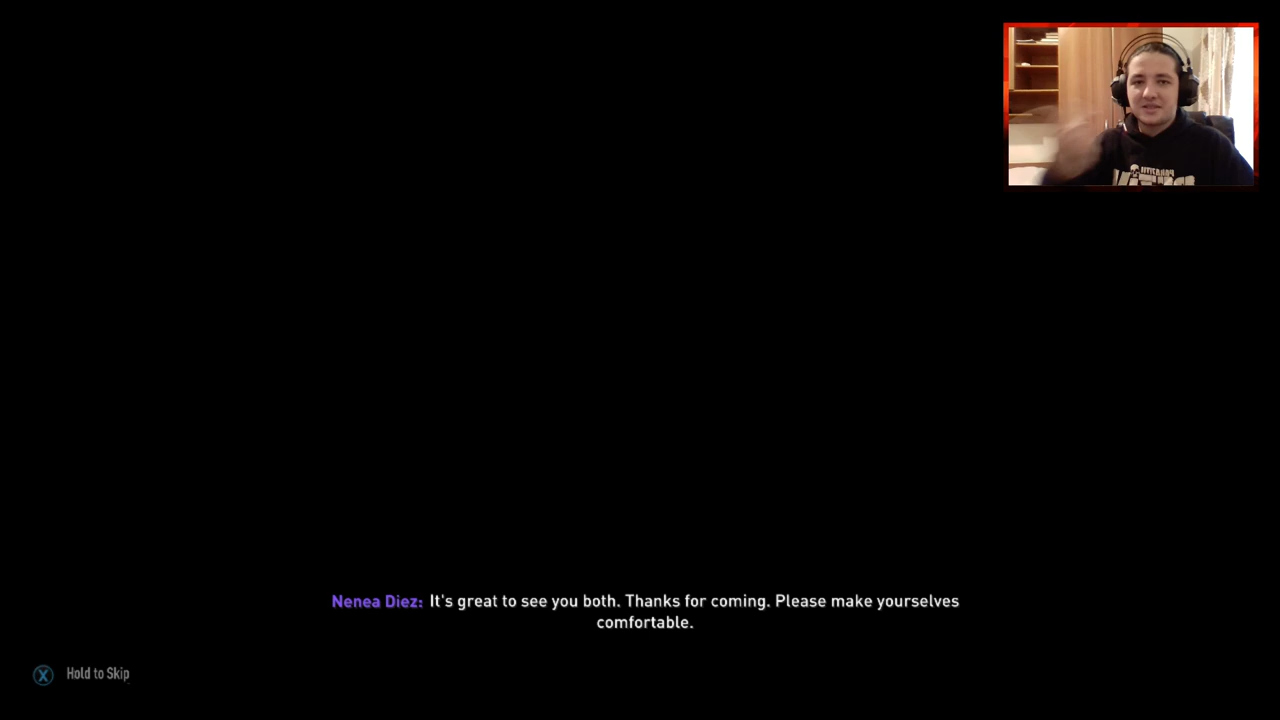 Nenea Diez: It's great to see you both. Thanks for coming. Please make yourselves
comfortable.
X Hold to Skip